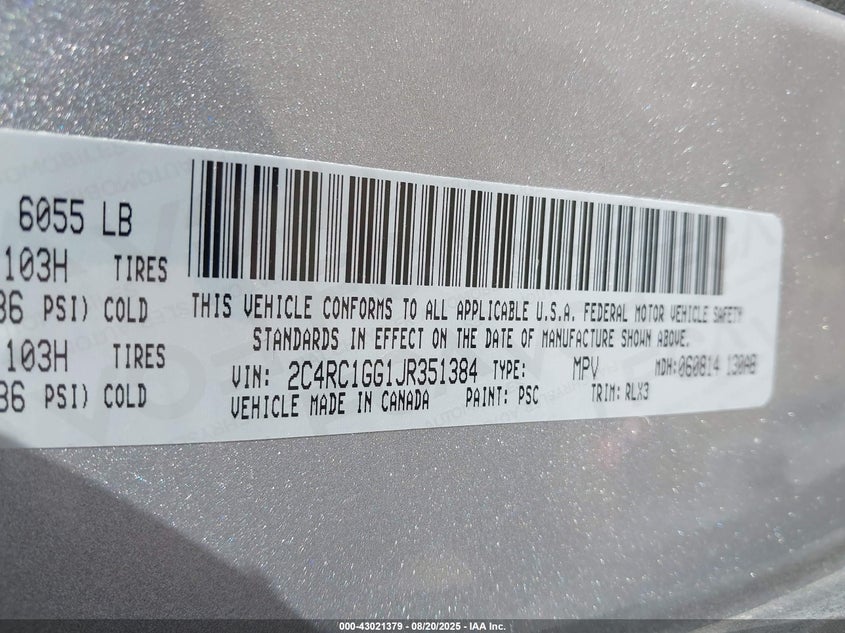 6055 LB
103H TIRES
36 PSI) COLD
103H TIRES
36 PSI) COLD
THIS VEHICLE CONFORMS TO ALL APPLICABLE U.S.A. FEDERAL MOTOR VEHICLE SAFETY
STANDARDS IN EFFECT ON THE DATE OF MANUFACTURE SHOWN ABOVE.
VIN: 2C4RC1GG1JR351384 TYPE: MPV MDH:060814 130AB
VEHICLE MADE IN CANADA PAINT: PSC TRIM: RLX3
000-43021379 | 08/20/2025 | IAA Inc.